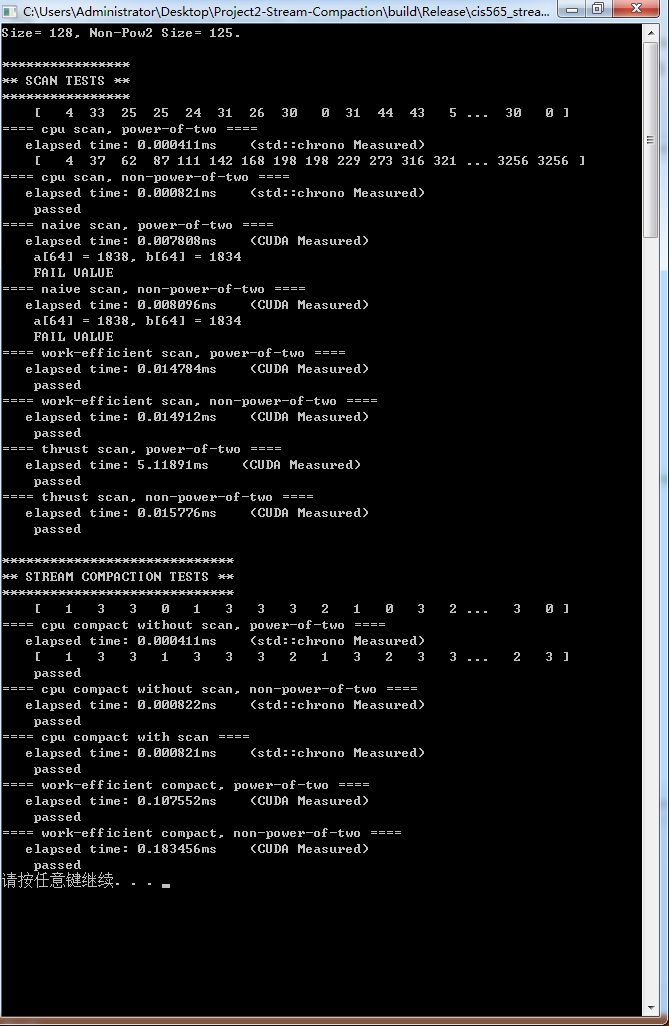 C:\Users\Administrator\Desktop\Project2-Stream-Compaction\build\Release\cis565_strea...
Size= 128, Non-Pow2 Size= 125.
****************
** SCAN TESTS **
****************
[   4  33  25  25  24  31  26  30   0  31  44  43   5 ...  30   0 ]
==== cpu scan, power-of-two ====
elapsed time: 0.000411ms    (std::chrono Measured)
[   4  37  62  87 111 142 168 198 198 229 273 316 321 ... 3256 3256 ]
==== cpu scan, non-power-of-two ====
elapsed time: 0.000821ms    (std::chrono Measured)
passed
==== naive scan, power-of-two ====
elapsed time: 0.007808ms    (CUDA Measured)
a[64] = 1838, b[64] = 1834
FAIL VALUE
==== naive scan, non-power-of-two ====
elapsed time: 0.008096ms    (CUDA Measured)
a[64] = 1838, b[64] = 1834
FAIL VALUE
==== work-efficient scan, power-of-two ====
elapsed time: 0.014784ms    (CUDA Measured)
passed
==== work-efficient scan, non-power-of-two ====
elapsed time: 0.014912ms    (CUDA Measured)
passed
==== thrust scan, power-of-two ====
elapsed time: 5.11891ms    (CUDA Measured)
passed
==== thrust scan, non-power-of-two ====
elapsed time: 0.015776ms    (CUDA Measured)
passed
*****************************
** STREAM COMPACTION TESTS **
*****************************
[   1   3   3   0   1   3   3   3   2   1   0   3   2 ...   3   0 ]
==== cpu compact without scan, power-of-two ====
elapsed time: 0.000411ms    (std::chrono Measured)
[   1   3   3   1   3   3   3   2   1   3   2   3   3 ...   2   3 ]
passed
==== cpu compact without scan, non-power-of-two ====
elapsed time: 0.000822ms    (std::chrono Measured)
passed
==== cpu compact with scan ====
elapsed time: 0.000821ms    (std::chrono Measured)
passed
==== work-efficient compact, power-of-two ====
elapsed time: 0.107552ms    (CUDA Measured)
passed
==== work-efficient compact, non-power-of-two ====
elapsed time: 0.183456ms    (CUDA Measured)
passed
请按任意键继续. . .